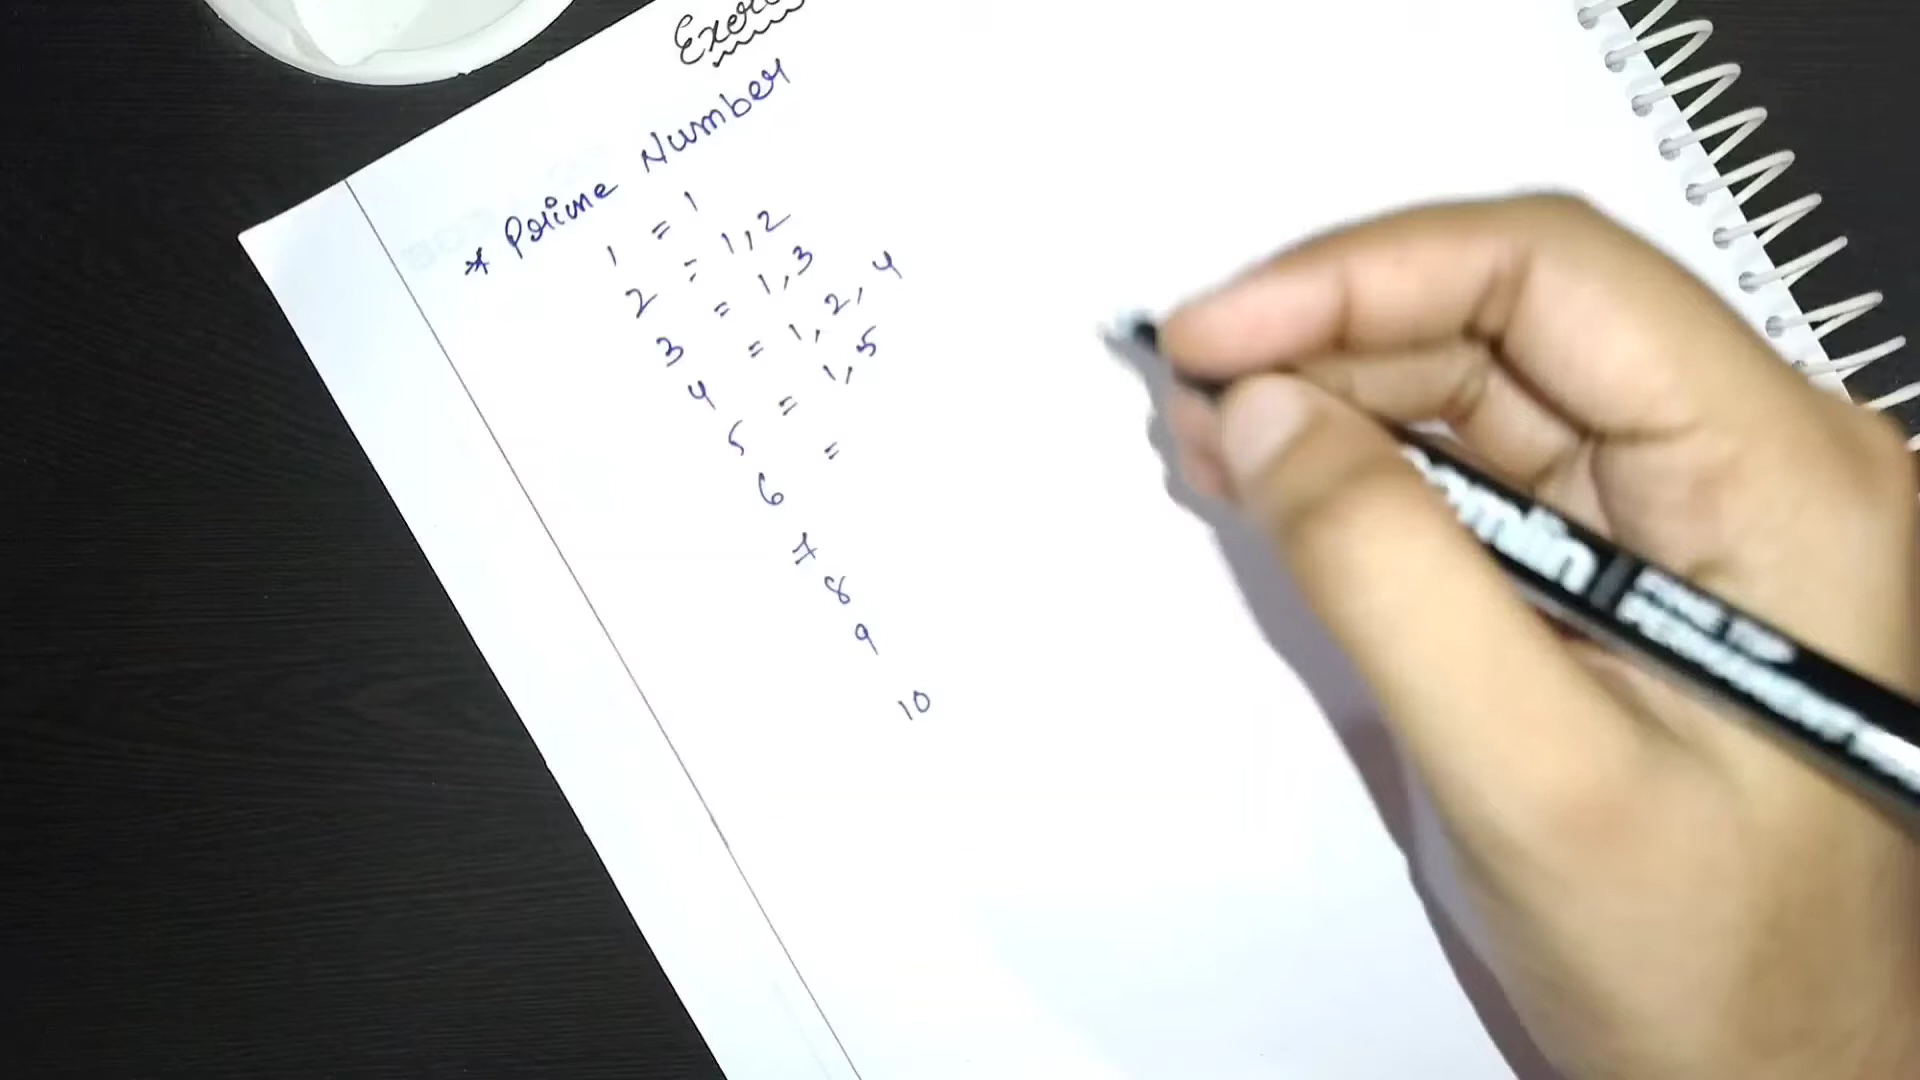 * Prime Number
1 = 1
2 = 1, 2
3 = 1, 3
4 = 1, 2, 4
5 = 1, 5
6 =
7
8
9
10